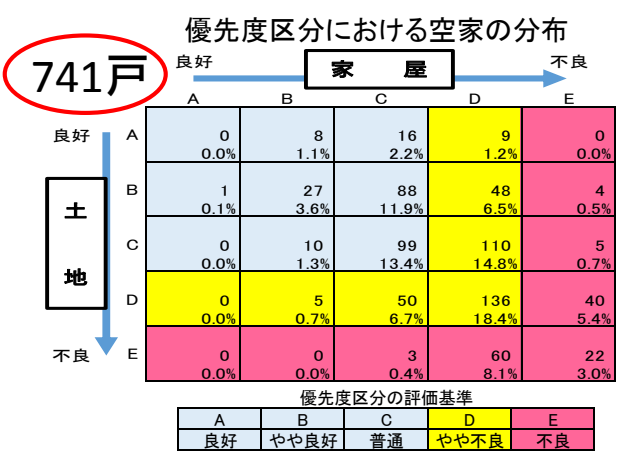 優先度区分における空家の分布
741戸
良好 家 屋 不良
A B C D E
良好 A 0 8 16 9 0
0.0% 1.1% 2.2% 1.2% 0.0%
B 1 27 88 48 4
0.1% 3.6% 11.9% 6.5% 0.5%
土
C 0 10 99 110 5
0.0% 1.3% 13.4% 14.8% 0.7%
地
D 0 5 50 136 40
0.0% 0.7% 6.7% 18.4% 5.4%
不良 E 0 0 3 60 22
0.0% 0.0% 0.4% 8.1% 3.0%
優先度区分の評価基準
A B C D E
良好 やや良好 普通 やや不良 不良